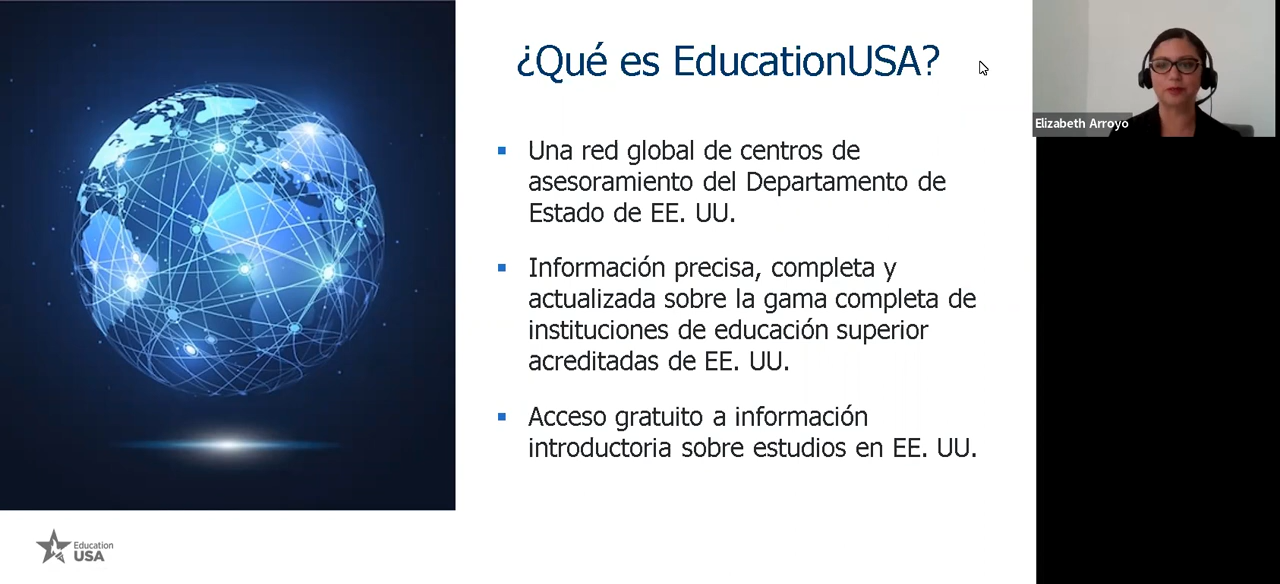 ¿Qué es EducationUSA?
Elizabeth Arroyo
▪ Una red global de centros de
asesoramiento del Departamento de
Estado de EE. UU.
▪ Información precisa, completa y
actualizada sobre la gama completa de
instituciones de educación superior
acreditadas de EE. UU.
▪ Acceso gratuito a información
introductoria sobre estudios en EE. UU.
Education
USA